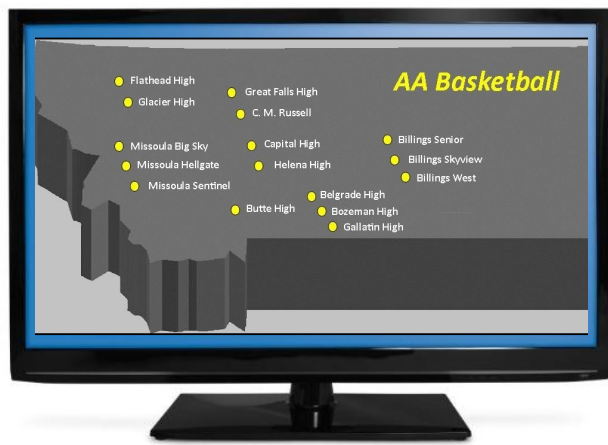 AA Basketball
Flathead High
Glacier High
Great Falls High
C. M. Russell
Missoula Big Sky
Missoula Hellgate
Missoula Sentinel
Capital High
Helena High
Billings Senior
Billings Skyview
Billings West
Belgrade High
Butte High
Bozeman High
Gallatin High